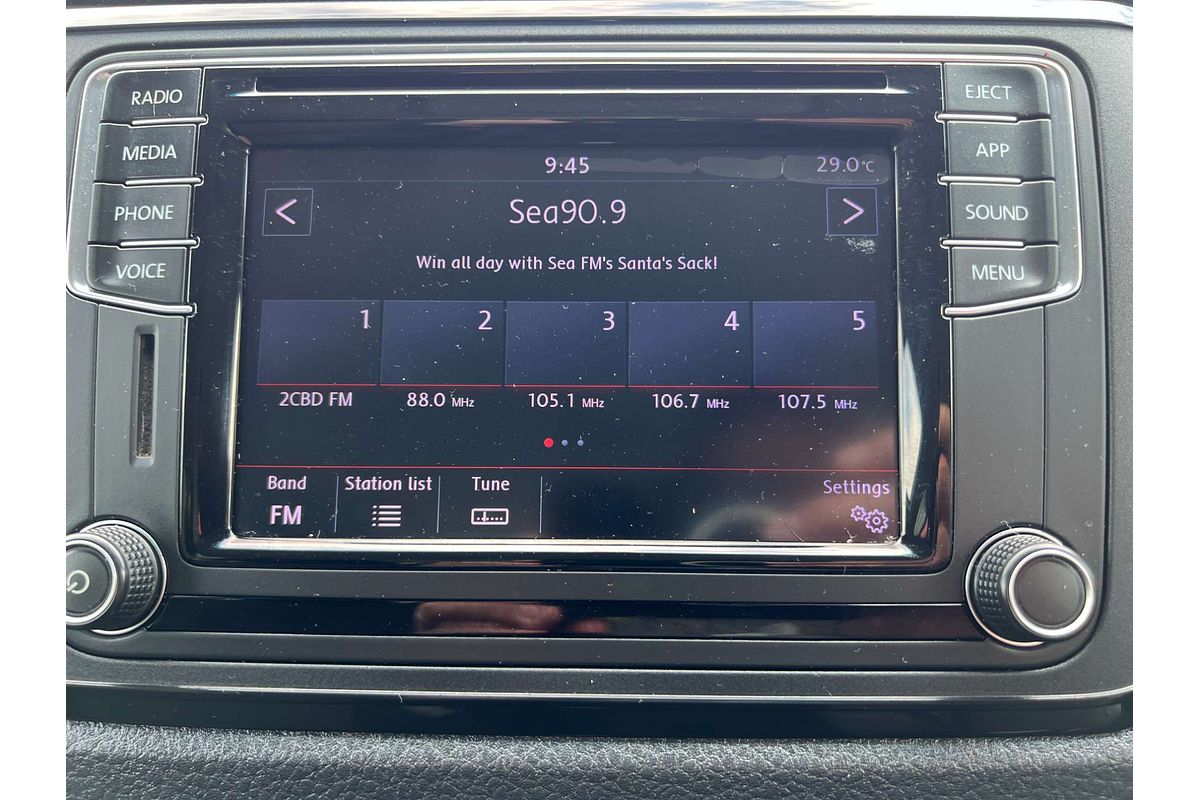 RADIO
MEDIA
PHONE
VOICE
EJECT
APP
SOUND
MENU
9:45
29.0°C
<
Sea90.9
>
Win all day with Sea FM's Santa's Sack!
1 2 3 4 5
2CBD FM 88.0 MHz 105.1 MHz 106.7 MHz 107.5 MHz
Band Station list Tune Settings
FM